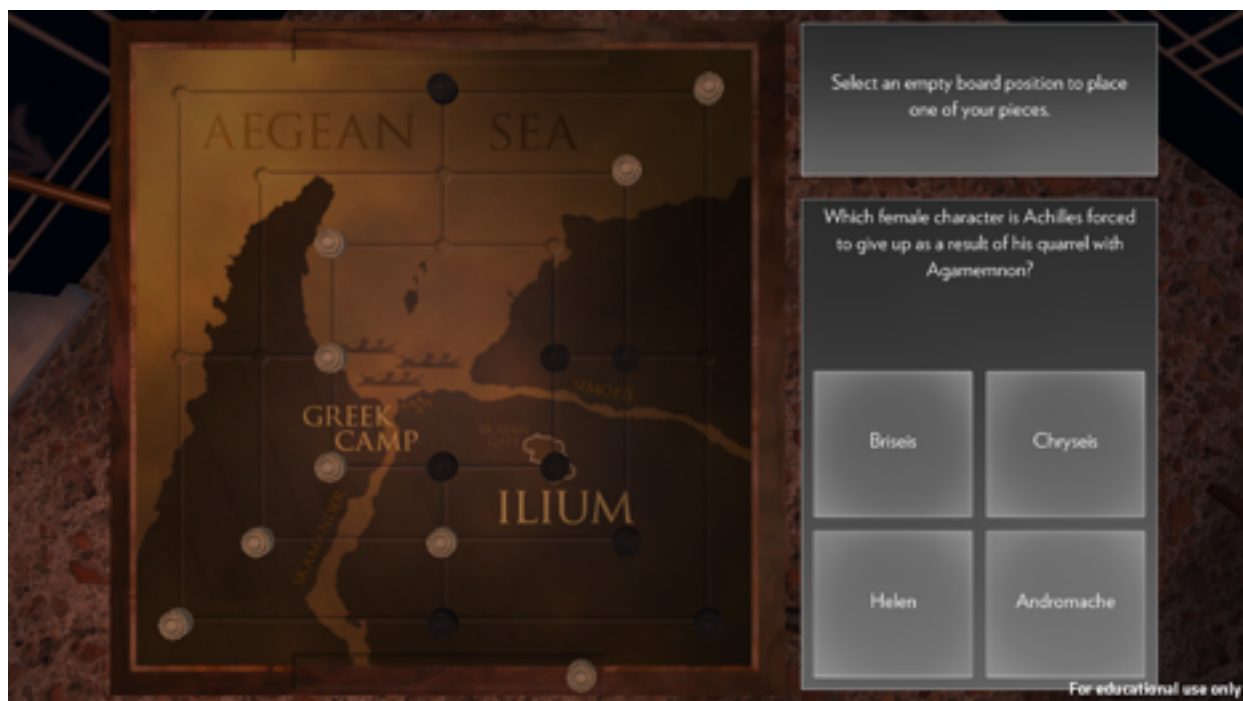 Select an empty board position to place
one of your pieces.
AEGEAN SEA
Which female character is Achilles forced
to give up as a result of his quarrel with
Agamemnon?
SIMOEIS
GREEK
CAMP
ILIUM
SKAMANDER
Briseis
Chryseis
Helen
Andromache
For educational use only